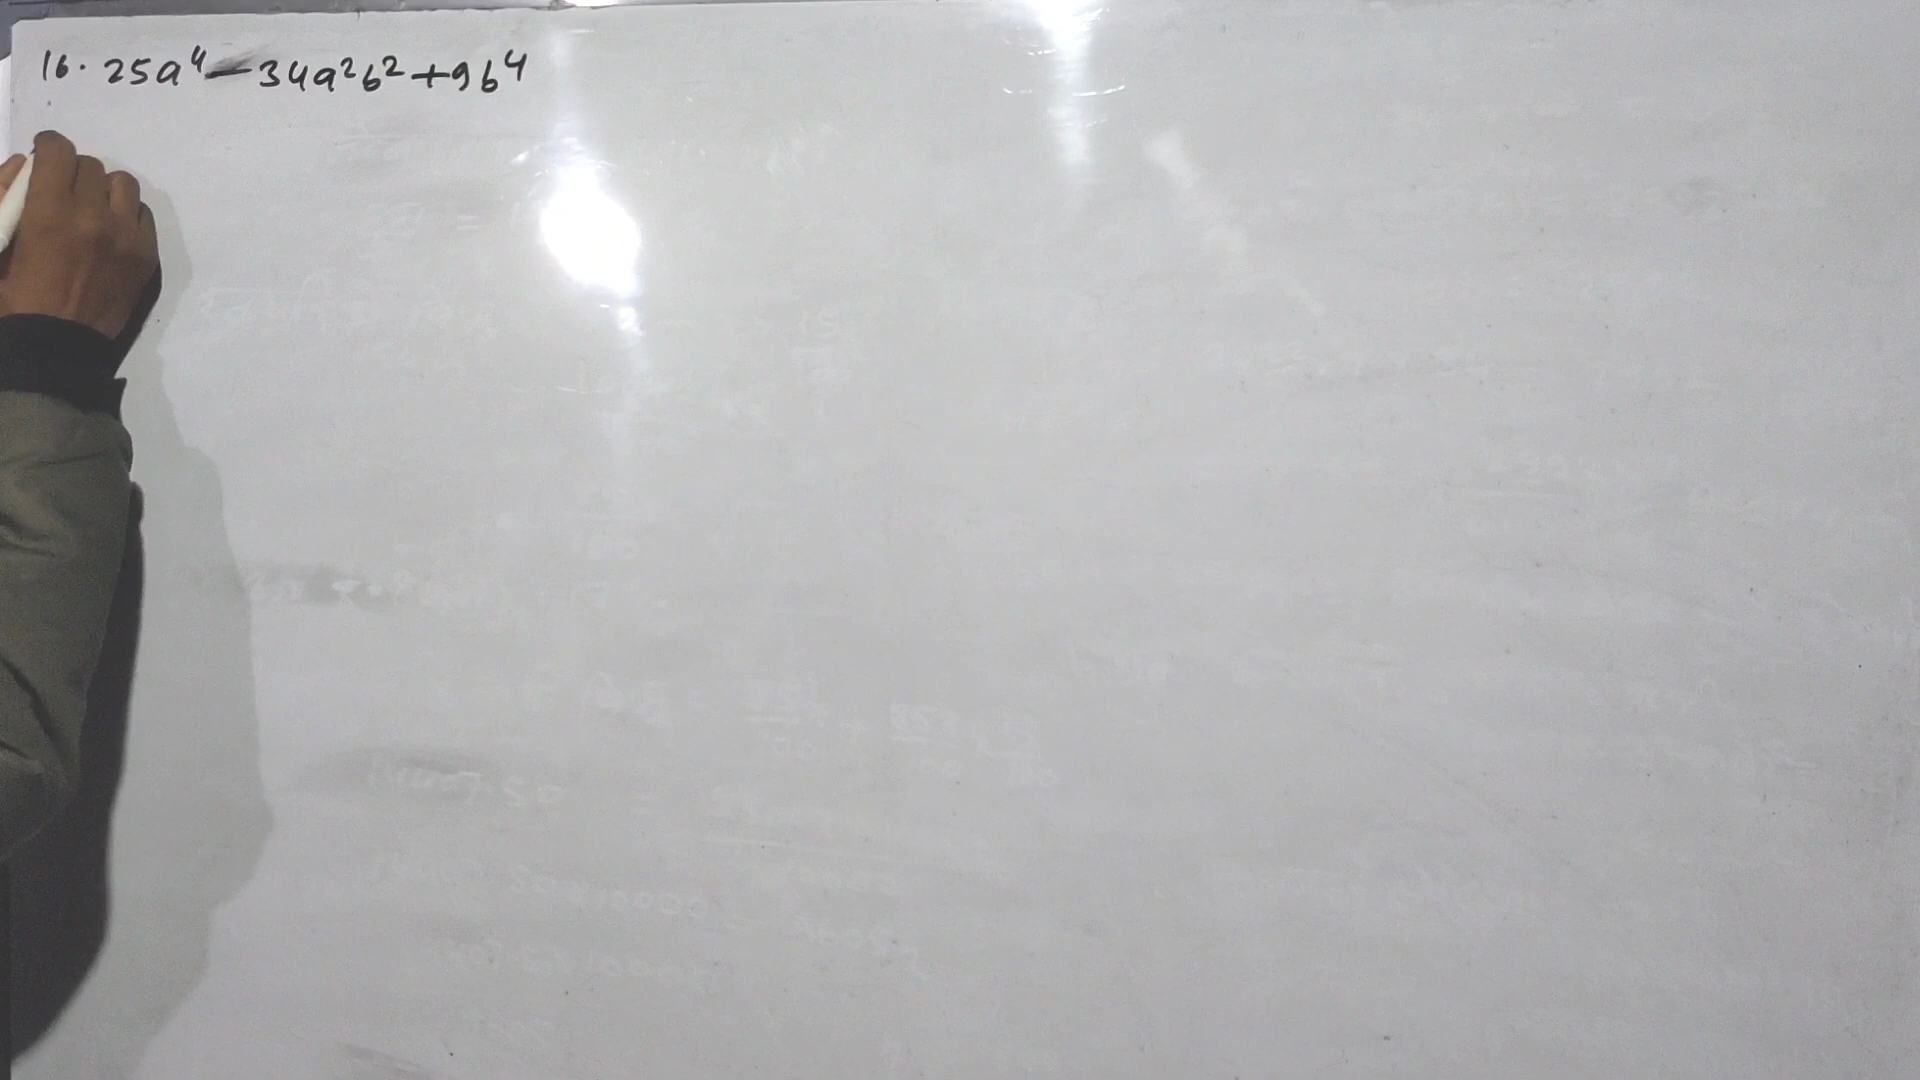 16. 25a⁴ - 34a²b² + 9b⁴